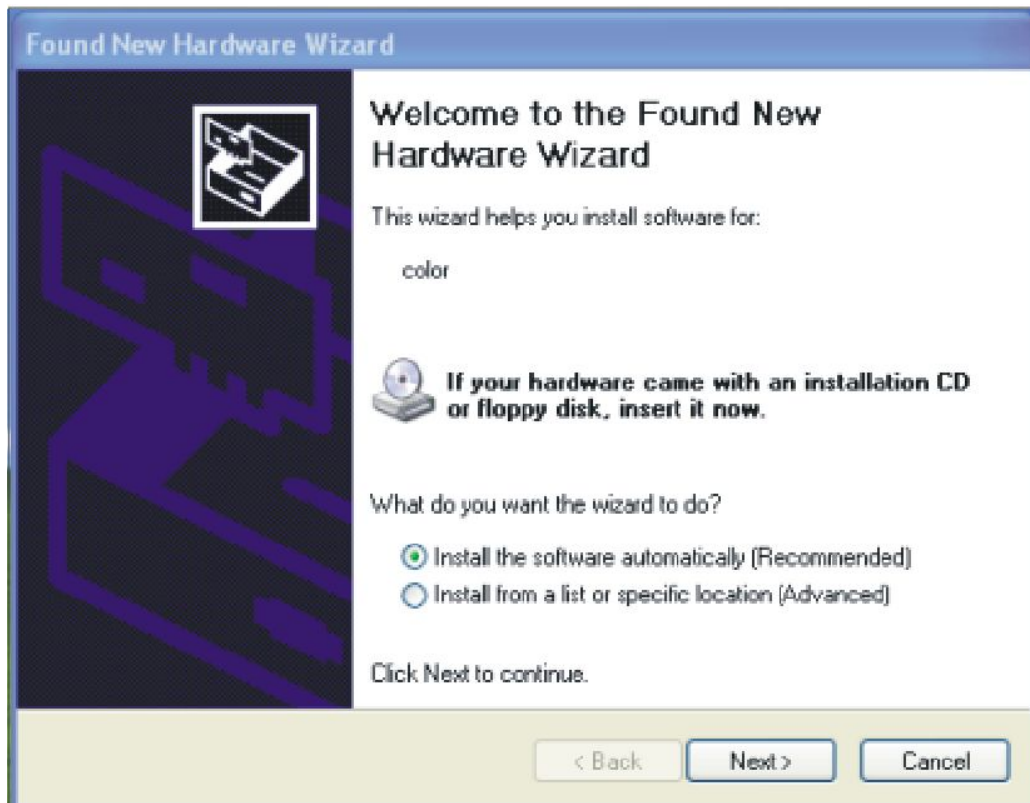 Found New Hardware Wizard
Welcome to the Found New
Hardware Wizard
This wizard helps you install software for:
color
If your hardware came with an installation CD
or floppy disk, insert it now.
What do you want the wizard to do?
Install the software automatically (Recommended)
Install from a list or specific location (Advanced)
Click Next to continue.
< Back Next > Cancel